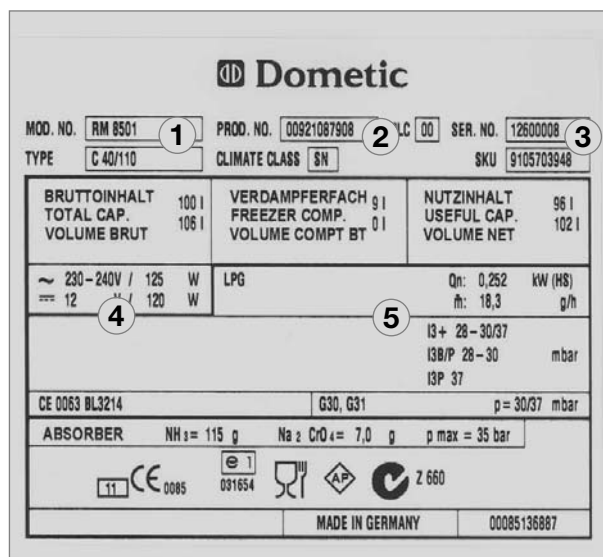 Dometic
MOD. NO. RM 8501 1 PROD. NO. 00921087908 2 LC 00 SER. NO. 12600008 3
TYPE C 40/110 CLIMATE CLASS SN SKU 9105703948
BRUTTOINHALT 100 l
TOTAL CAP. 106 l
VOLUME BRUT
VERDAMPFERFACH 9 l
FREEZER COMP. 0 l
VOLUME COMPT BT
NUTZINHALT 96 l
USEFUL CAP. 102 l
VOLUME NET
~ 230-240V / 125 W
12 V / 120 W
4
LPG Qn: 0,252 kW (HS)
ṁ: 18,3 g/h
5
I3+ 28-30/37
I3B/P 28-30 mbar
I3P 37
CE 0063 BL3214 G30, G31 p= 30/37 mbar
ABSORBER NH3= 115 g Na2 CrO4= 7,0 g p max = 35 bar
11 CE 0085 e 1 031654 AP Z 660
MADE IN GERMANY 00085136887